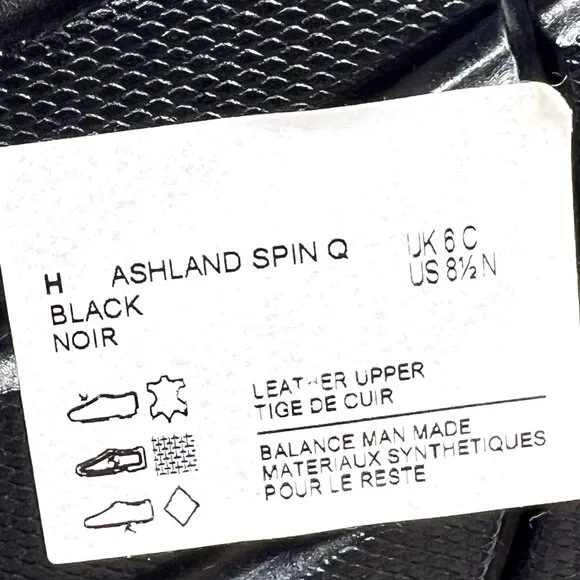 H ASHLAND SPIN Q UK 6 C
BLACK US 8½ N
NOIR
LEATHER UPPER
TIGE DE CUIR
BALANCE MAN MADE
MATERIAUX SYNTHETIQUES
POUR LE RESTE